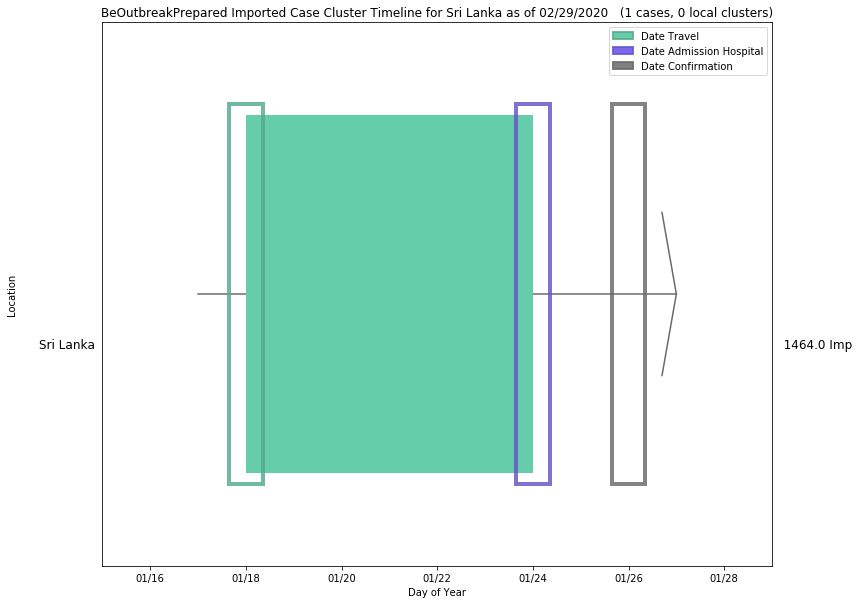 BeOutbreakPrepared Imported Case Cluster Timeline for Sri Lanka as of 02/29/2020   (1 cases, 0 local clusters)
Date Travel
Date Admission Hospital
Date Confirmation
Location
Sri Lanka
1464.0 Imp
01/16 01/18 01/20 01/22 01/24 01/26 01/28
Day of Year